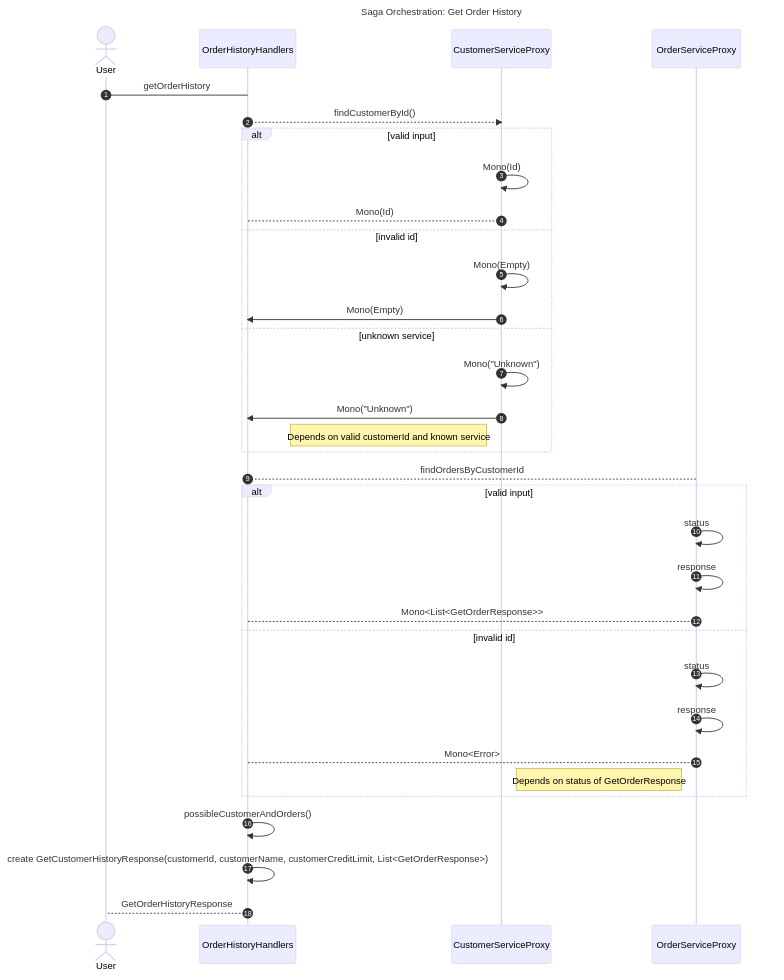 Saga Orchestration: Get Order History
User
OrderHistoryHandlers
CustomerServiceProxy
OrderServiceProxy
1
getOrderHistory
2
findCustomerById()
alt
[valid input]
Mono(Id)
3
Mono(Id)
4
[invalid id]
Mono(Empty)
5
Mono(Empty)
6
[unknown service]
Mono("Unknown")
7
Mono("Unknown")
8
Depends on valid customerId and known service
findOrdersByCustomerId
9
alt
[valid input]
status
10
response
11
Mono<List<GetOrderResponse>>
12
[invalid id]
status
13
response
14
Mono<Error>
15
Depends on status of GetOrderResponse
possibleCustomerAndOrders()
16
create GetCustomerHistoryResponse(customerId, customerName, customerCreditLimit, List<GetOrderResponse>)
17
GetOrderHistoryResponse
18
User
OrderHistoryHandlers
CustomerServiceProxy
OrderServiceProxy